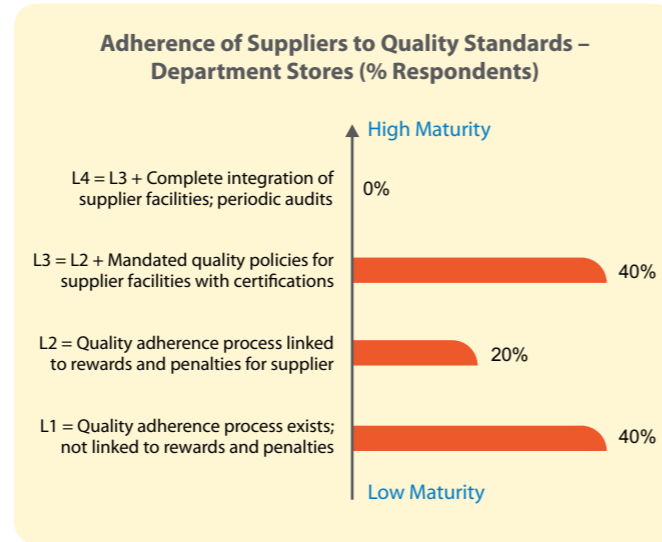 Adherence of Suppliers to Quality Standards –
Department Stores (% Respondents)
High Maturity
L4 = L3 + Complete integration of
supplier facilities; periodic audits
0%
L3 = L2 + Mandated quality policies for
supplier facilities with certifications
40%
L2 = Quality adherence process linked
to rewards and penalties for supplier
20%
L1 = Quality adherence process exists;
not linked to rewards and penalties
40%
Low Maturity